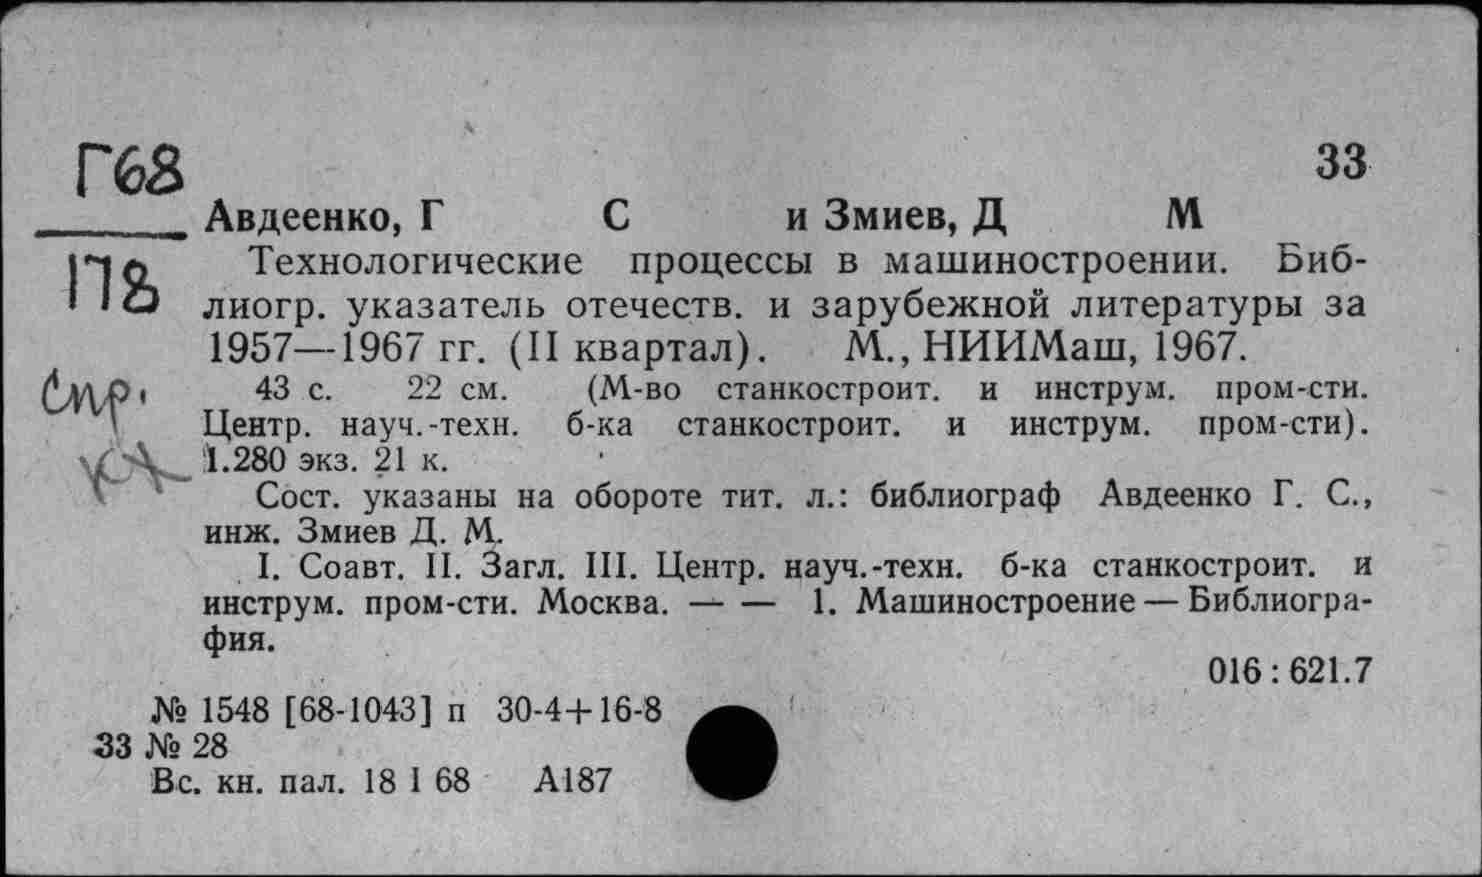 Г68
33
Авдеенко, Г С и Змиев, Д М
П8
Технологические процессы в машиностроении. Биб-
лиогр. указатель отечеств. и зарубежной литературы за
1957—1967 гг. (II квартал). М., НИИМаш, 1967.
Спр.
43 с. 22 см. (М-во станкостроит. и инструм. пром-сти.
Центр. науч.-техн. б-ка станкостроит. и инструм. пром-сти).
1.280 экз. 21 к.
Сост. указаны на обороте тит. л.: библиограф Авдеенко Г. С.,
инж. Змиев Д. М.
I. Соавт. II. Загл. III. Центр. науч.-техн. б-ка станкостроит. и
инструм. пром-сти. Москва. — — 1. Машиностроение — Библиогра-
фия.
016 : 621.7
№ 1548 [68-1043] п 30-4+16-8
33 № 28
Вс. кн. пал. 18 I 68 А187